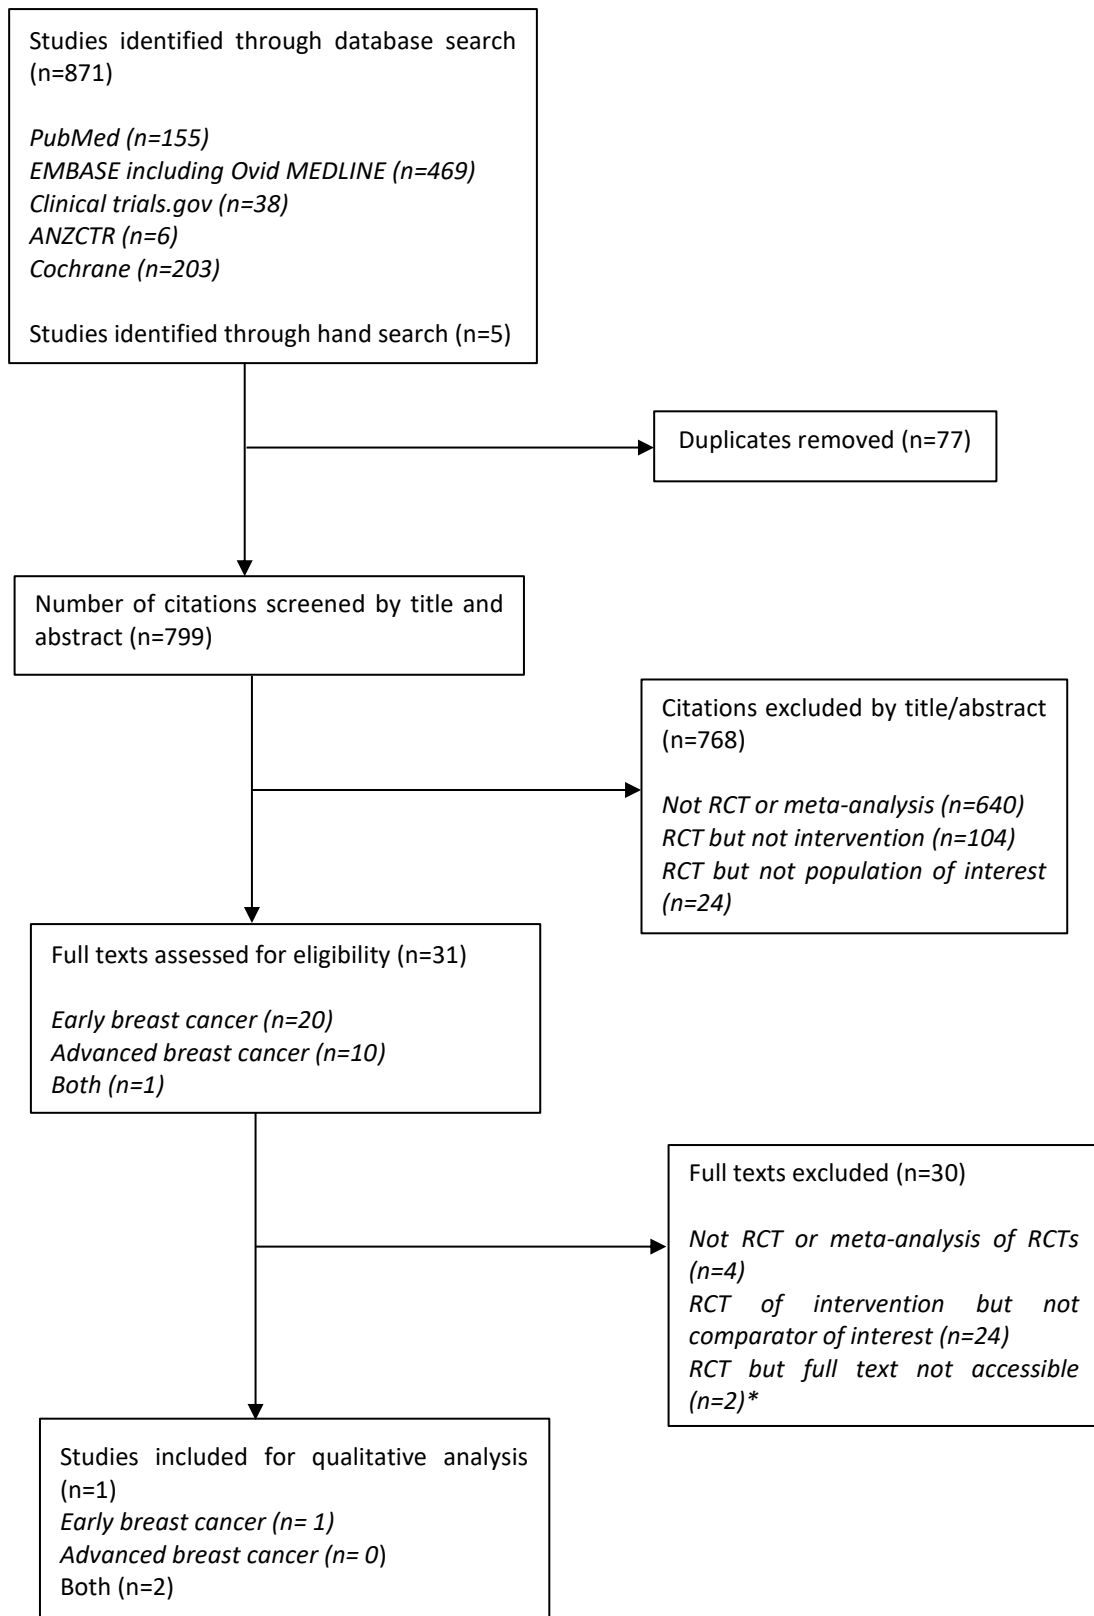 Studies identified through database search
(n=871)
PubMed (n=155)
EMBASE including Ovid MEDLINE (n=469)
Clinical trials.gov (n=38)
ANZCTR (n=6)
Cochrane (n=203)
Studies identified through hand search (n=5)
Duplicates removed (n=77)
Number of citations screened by title and
abstract (n=799)
Citations excluded by title/abstract
(n=768)
Not RCT or meta-analysis (n=640)
RCT but not intervention (n=104)
RCT but not population of interest
(n=24)
Full texts assessed for eligibility (n=31)
Early breast cancer (n=20)
Advanced breast cancer (n=10)
Both (n=1)
Full texts excluded (n=30)
Not RCT or meta-analysis of RCTs
(n=4)
RCT of intervention but not
comparator of interest (n=24)
RCT but full text not accessible
(n=2)*
Studies included for qualitative analysis
(n=1)
Early breast cancer (n= 1)
Advanced breast cancer (n= 0)
Both (n=2)